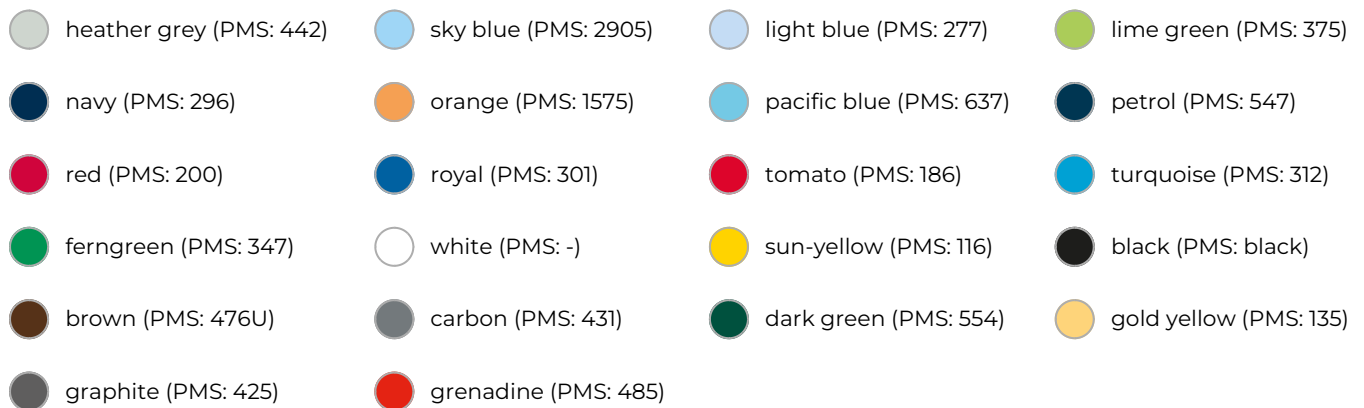 heather grey (PMS: 442) sky blue (PMS: 2905) light blue (PMS: 277) lime green (PMS: 375)
navy (PMS: 296) orange (PMS: 1575) pacific blue (PMS: 637) petrol (PMS: 547)
red (PMS: 200) royal (PMS: 301) tomato (PMS: 186) turquoise (PMS: 312)
ferngreen (PMS: 347) white (PMS: -) sun-yellow (PMS: 116) black (PMS: black)
brown (PMS: 476U) carbon (PMS: 431) dark green (PMS: 554) gold yellow (PMS: 135)
graphite (PMS: 425) grenadine (PMS: 485)